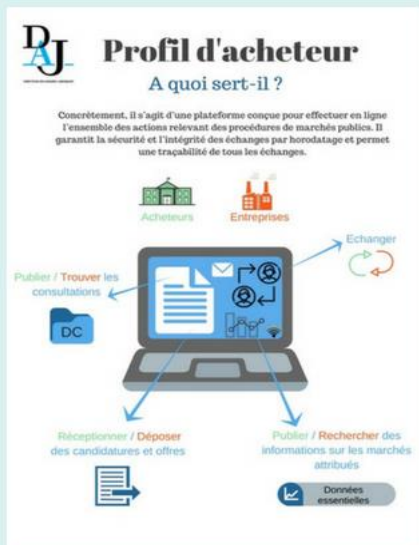 DAJ
Profil d'acheteur
A quoi sert-il ?
Concrètement, il s'agit d'une plateforme conçue pour effectuer en ligne
l'ensemble des actions relevant des procédures de marchés publics. Il
garantit la sécurité et l'intégrité des échanges par horodatage et permet
une traçabilité de tous les échanges.
Acheteurs
Entreprises
Echanger
Publier / Trouver les
consultations
DC
Réceptionner / Déposer
des candidatures et offres
Publier / Rechercher des
informations sur les marchés
attribués
Données
essentielles